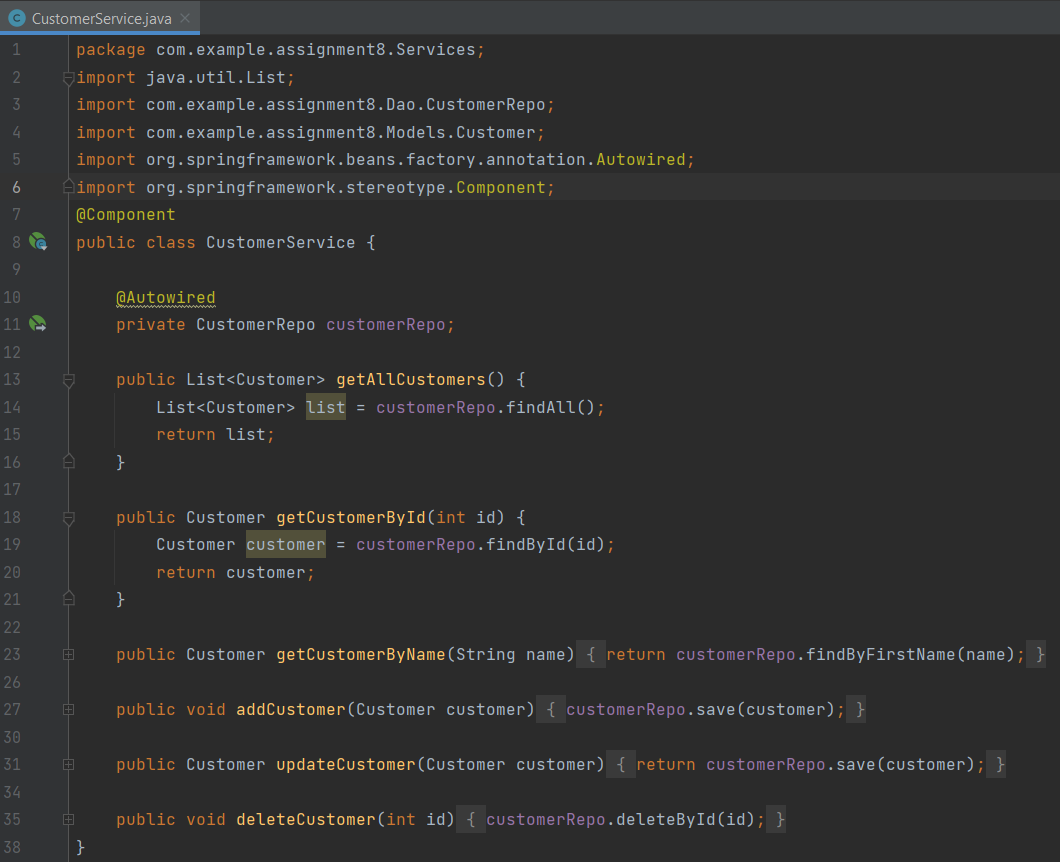 CustomerService.java
1 package com.example.assignment8.Services;
2 import java.util.List;
3 import com.example.assignment8.Dao.CustomerRepo;
4 import com.example.assignment8.Models.Customer;
5 import org.springframework.beans.factory.annotation.Autowired;
6 import org.springframework.stereotype.Component;
7 @Component
8 public class CustomerService {
9
10     @Autowired
11     private CustomerRepo customerRepo;
12
13     public List<Customer> getAllCustomers() {
14         List<Customer> list = customerRepo.findAll();
15         return list;
16     }
17
18     public Customer getCustomerById(int id) {
19         Customer customer = customerRepo.findById(id);
20         return customer;
21     }
22
23     public Customer getCustomerByName(String name) { return customerRepo.findByFirstName(name); }
26
27     public void addCustomer(Customer customer) { customerRepo.save(customer); }
30
31     public Customer updateCustomer(Customer customer) { return customerRepo.save(customer); }
34
35     public void deleteCustomer(int id) { customerRepo.deleteById(id); }
38 }